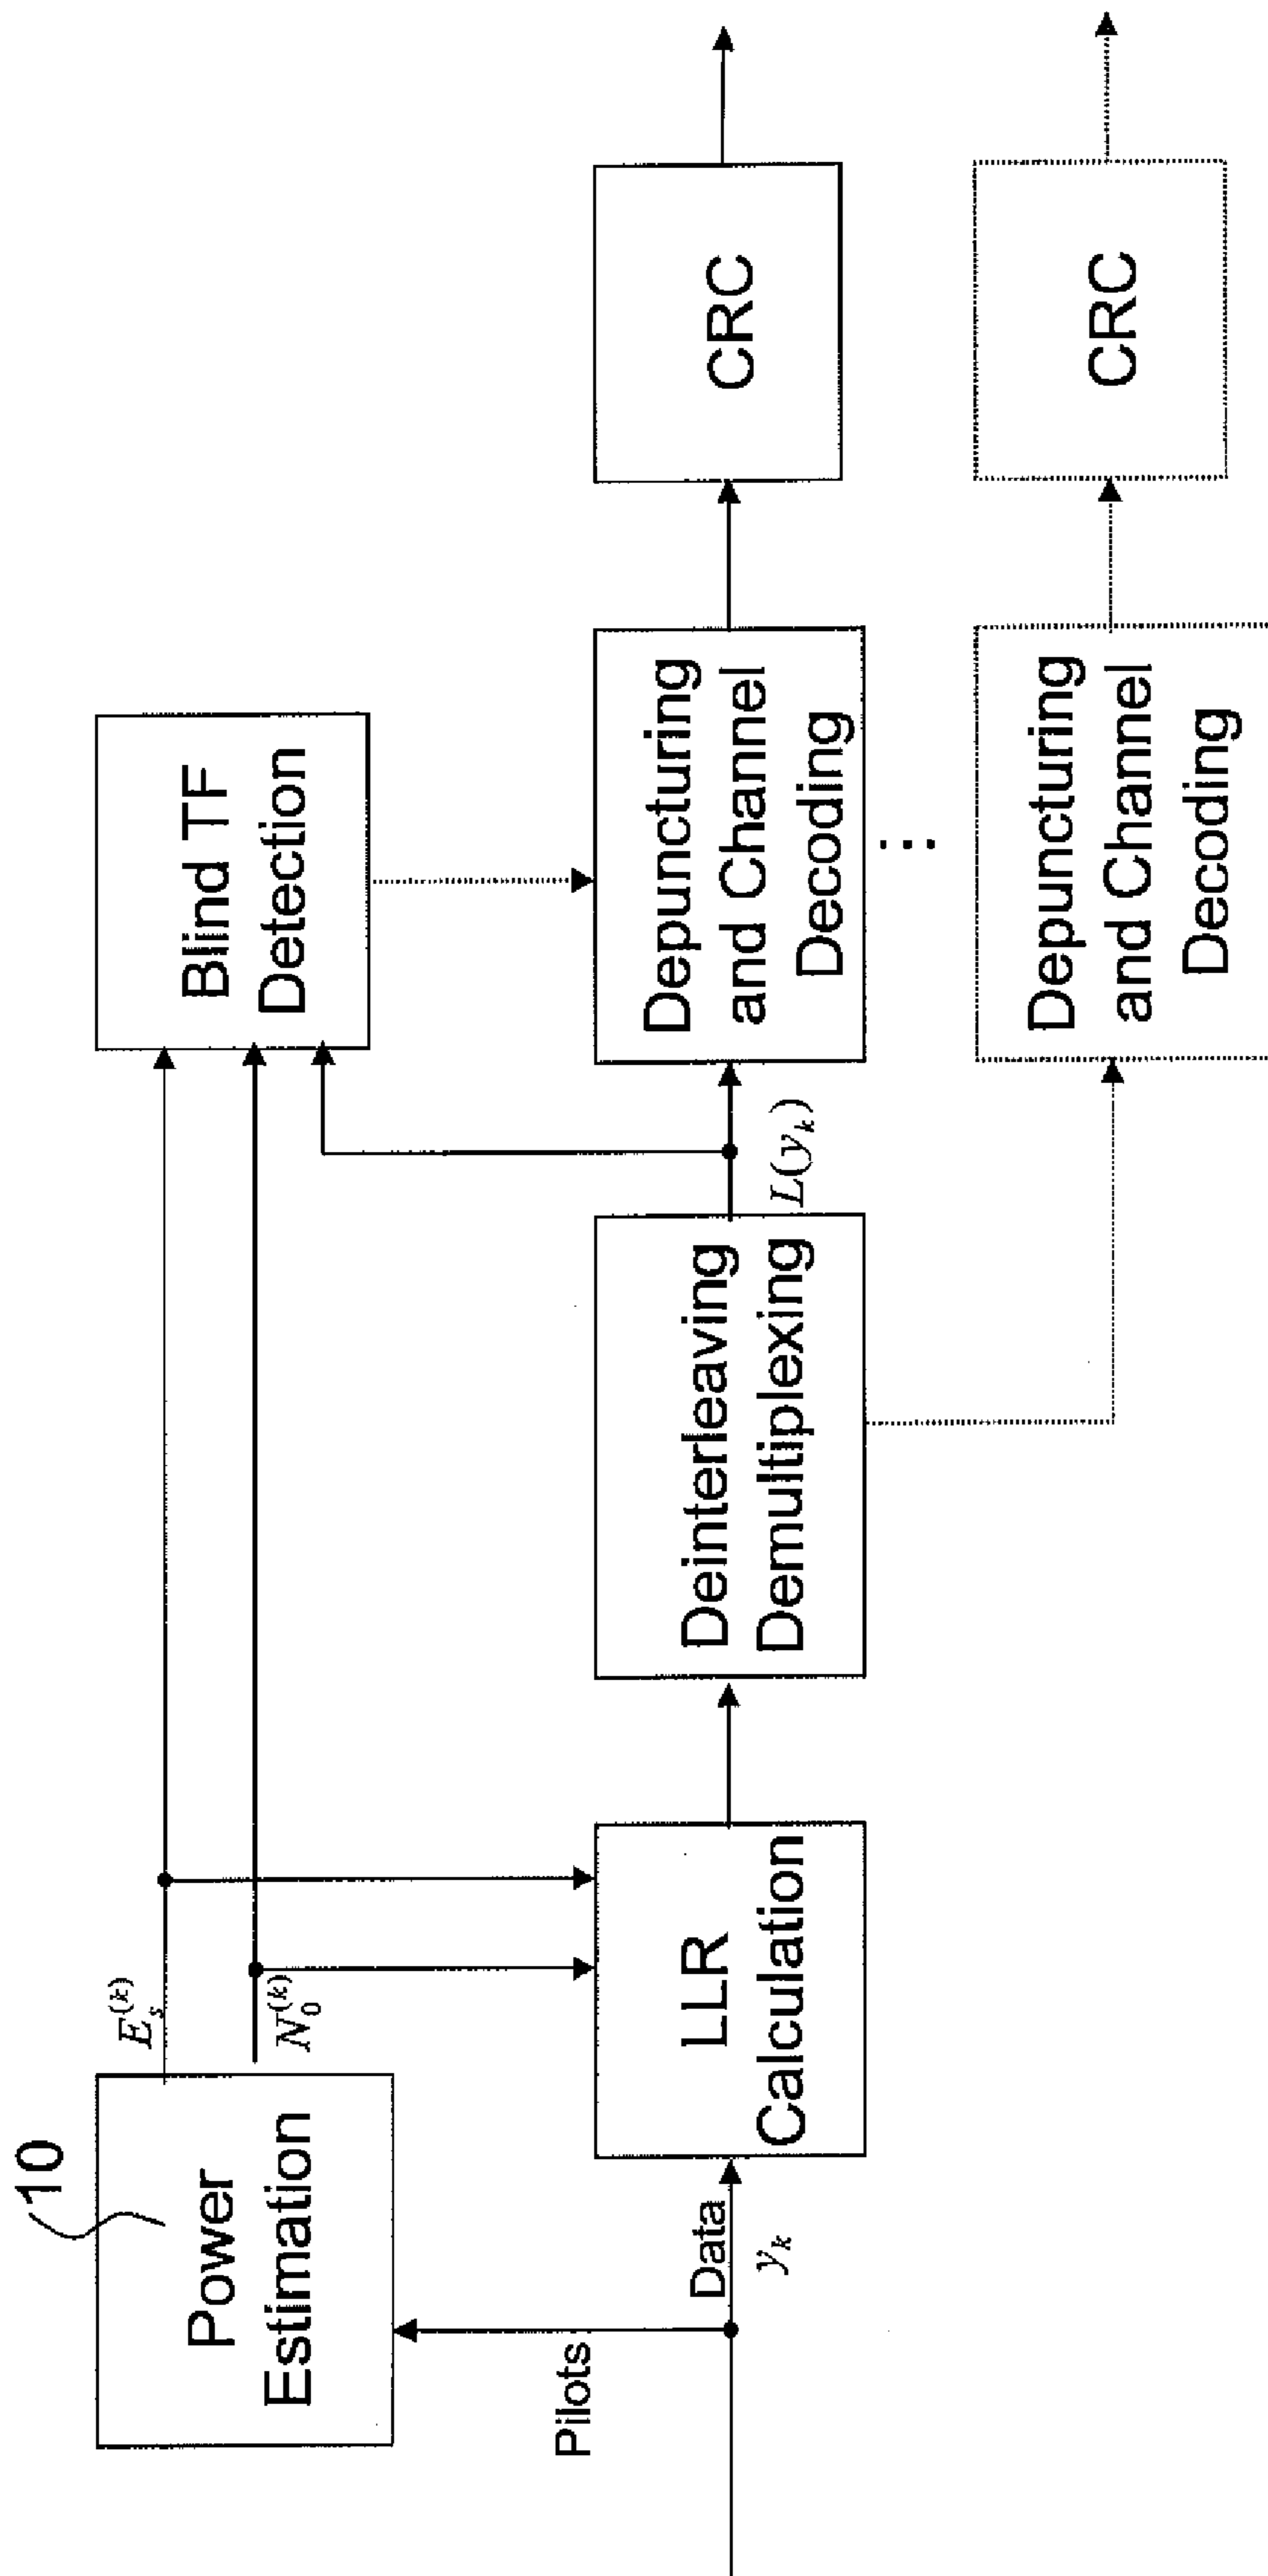 10
Power
Estimation
E_s^{(k)}
N_0^{(k)}
Blind TF
Detection
Pilots
Data
y_k
LLR
Calculation
Deinterleaving
Demultiplexing
L(y_k)
Depuncturing
and Channel
Decoding
CRC
...
Depuncturing
and Channel
Decoding
CRC